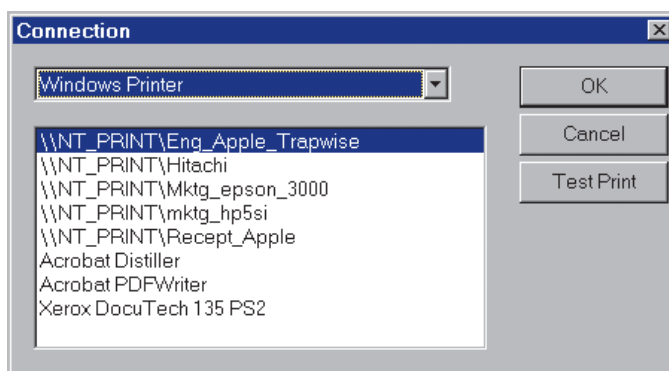 Connection
Windows Printer
OK
\\NT_PRINT\Eng_Apple_Trapwise
Cancel
\\NT_PRINT\Hitachi
\\NT_PRINT\Mktg_epson_3000
Test Print
\\NT_PRINT\mktg_hp5si
\\NT_PRINT\Recept_Apple
Acrobat Distiller
Acrobat PDFWriter
Xerox DocuTech 135 PS2